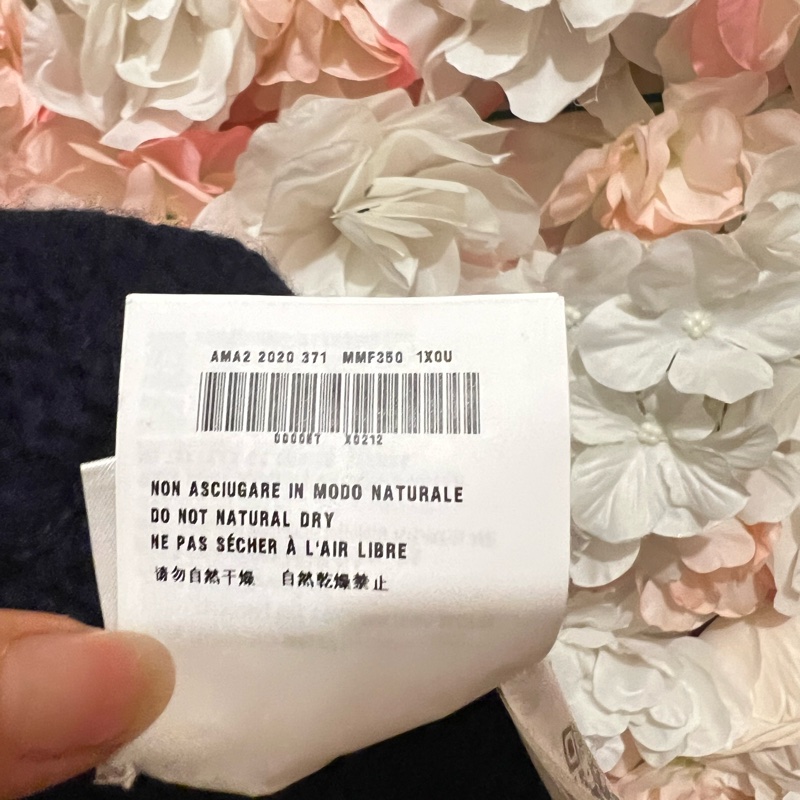 AMA2 2020 371 MMF350 1X0U
0000E7 X0212
NON ASCIUGARE IN MODO NATURALE
DO NOT NATURAL DRY
NE PAS SÉCHER À L'AIR LIBRE
请勿自然干燥 自然乾燥禁止